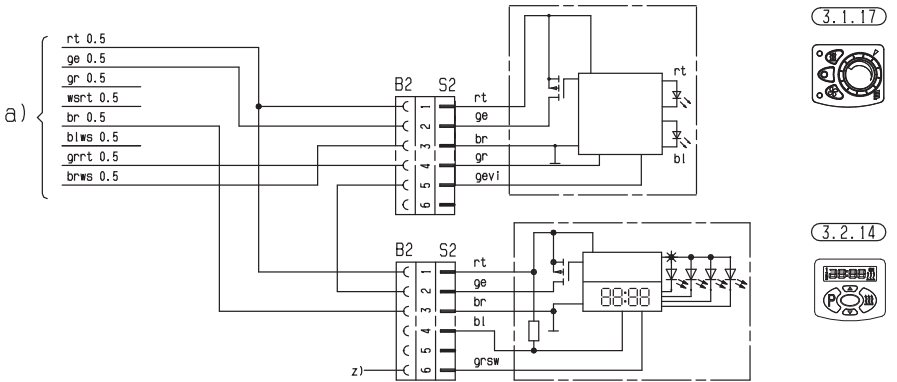 rt 0.5
ge 0.5
gr 0.5
wsrt 0.5
br 0.5
blws 0.5
grrt 0.5
brws 0.5
a)
B2 S2
1 rt
2 ge
3 br
4 gr
5 gevi
6
rt
bl
3.1.17
B2 S2
1 rt
2 ge
3 br
4 bl
5
6 grsw
z)
88:88
3.2.14
88:88
P